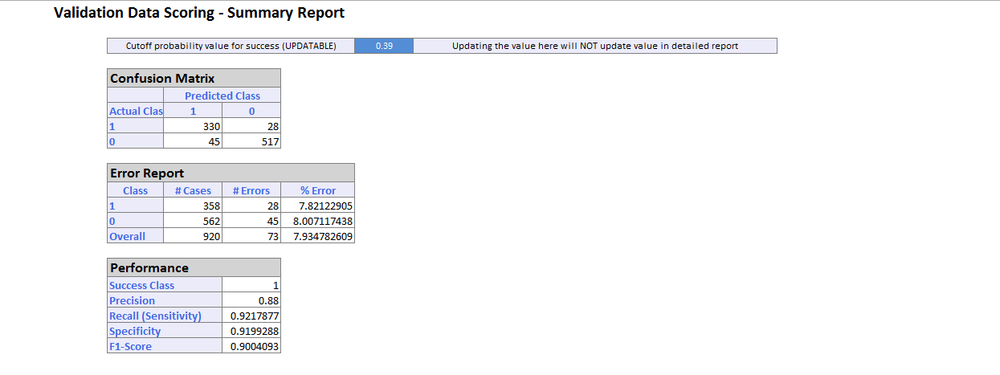 Validation Data Scoring - Summary Report
Cutoff probability value for success (UPDATABLE) 0.39 Updating the value here will NOT update value in detailed report
Confusion Matrix
Predicted Class
Actual Clas 1 0
1 330 28
0 45 517
Error Report
Class # Cases # Errors % Error
1 358 28 7.82122905
0 562 45 8.007117438
Overall 920 73 7.934782609
Performance
Success Class 1
Precision 0.88
Recall (Sensitivity) 0.9217877
Specificity 0.9199288
F1-Score 0.9004093